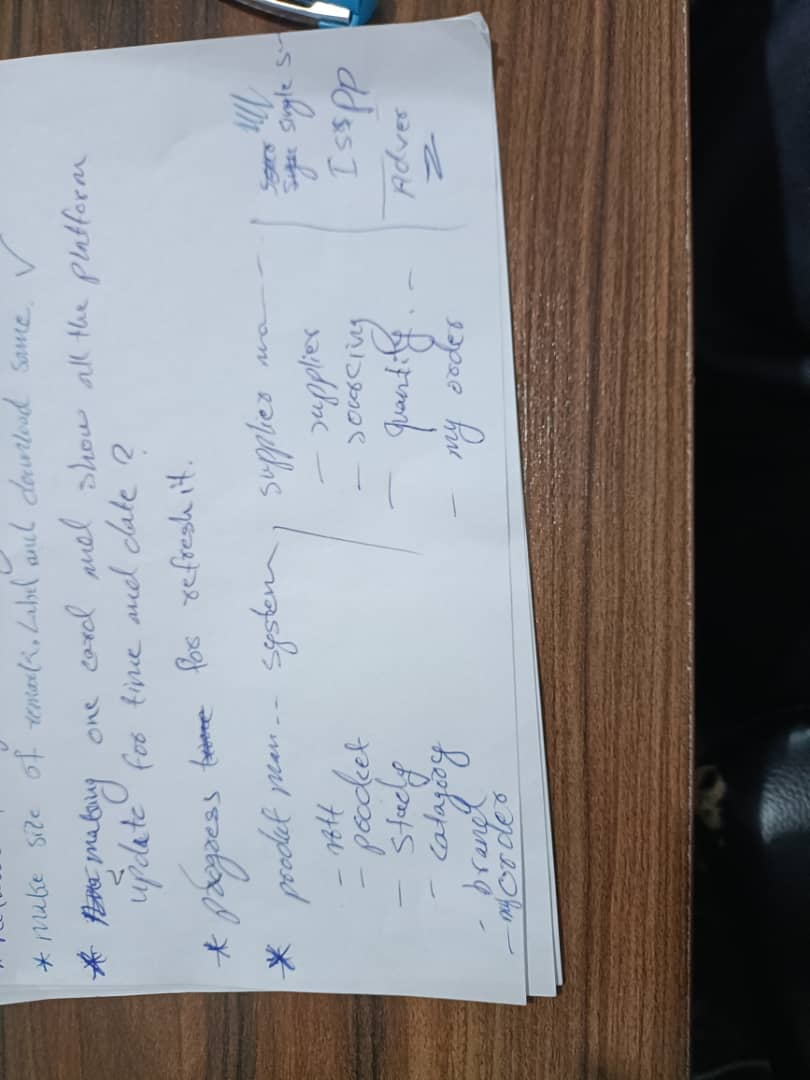 * make size of remark, Label and download same. ✓
* making one card and show all the platform
update for time and date ?
* progress for refresh it.
* prodet man... system
- product
- study
- catagory
- brand
- my order
supplier ma
- supplier
- sourcing
- quantity. -
- my order
single s
Isspp
Adver